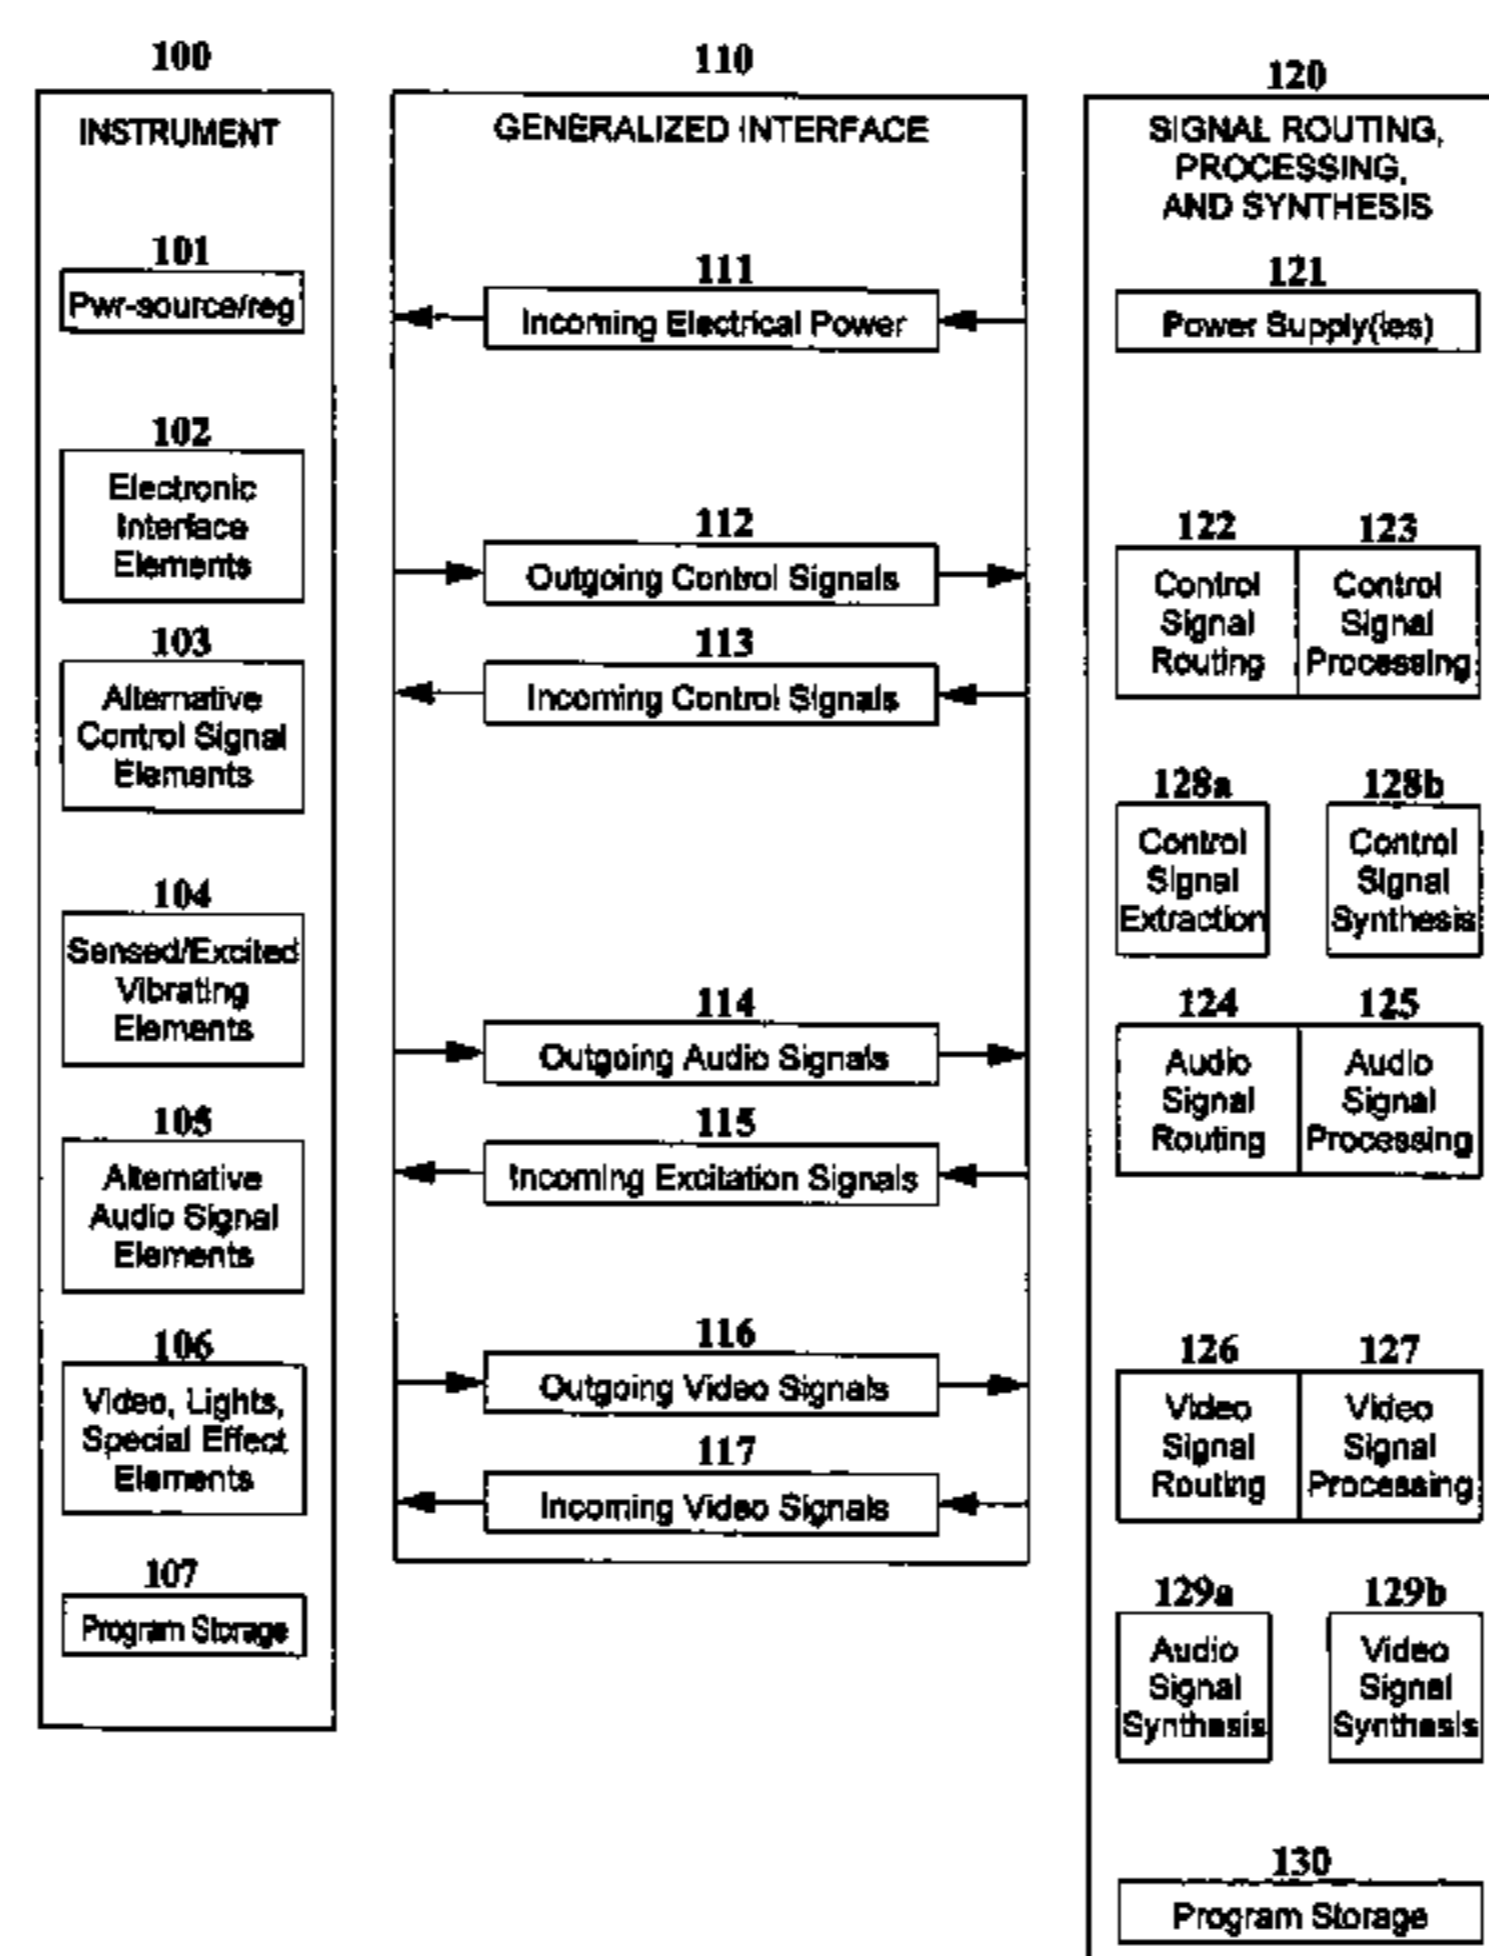 100
INSTRUMENT
101
Pwr-source/reg
102
Electronic
Interface
Elements
103
Alternative
Control Signal
Elements
104
Sensed/Excited
Vibrating
Elements
105
Alternative
Audio Signal
Elements
106
Video, Lights,
Special Effect
Elements
107
Program Storage
110
GENERALIZED INTERFACE
111
Incoming Electrical Power
112
Outgoing Control Signals
113
Incoming Control Signals
114
Outgoing Audio Signals
115
Incoming Excitation Signals
116
Outgoing Video Signals
117
Incoming Video Signals
120
SIGNAL ROUTING,
PROCESSING,
AND SYNTHESIS
121
Power Supply(ies)
122
Control
Signal
Routing
123
Control
Signal
Processing
128a
Control
Signal
Extraction
128b
Control
Signal
Synthesis
124
Audio
Signal
Routing
125
Audio
Signal
Processing
126
Video
Signal
Routing
127
Video
Signal
Processing
129a
Audio
Signal
Synthesis
129b
Video
Signal
Synthesis
130
Program Storage